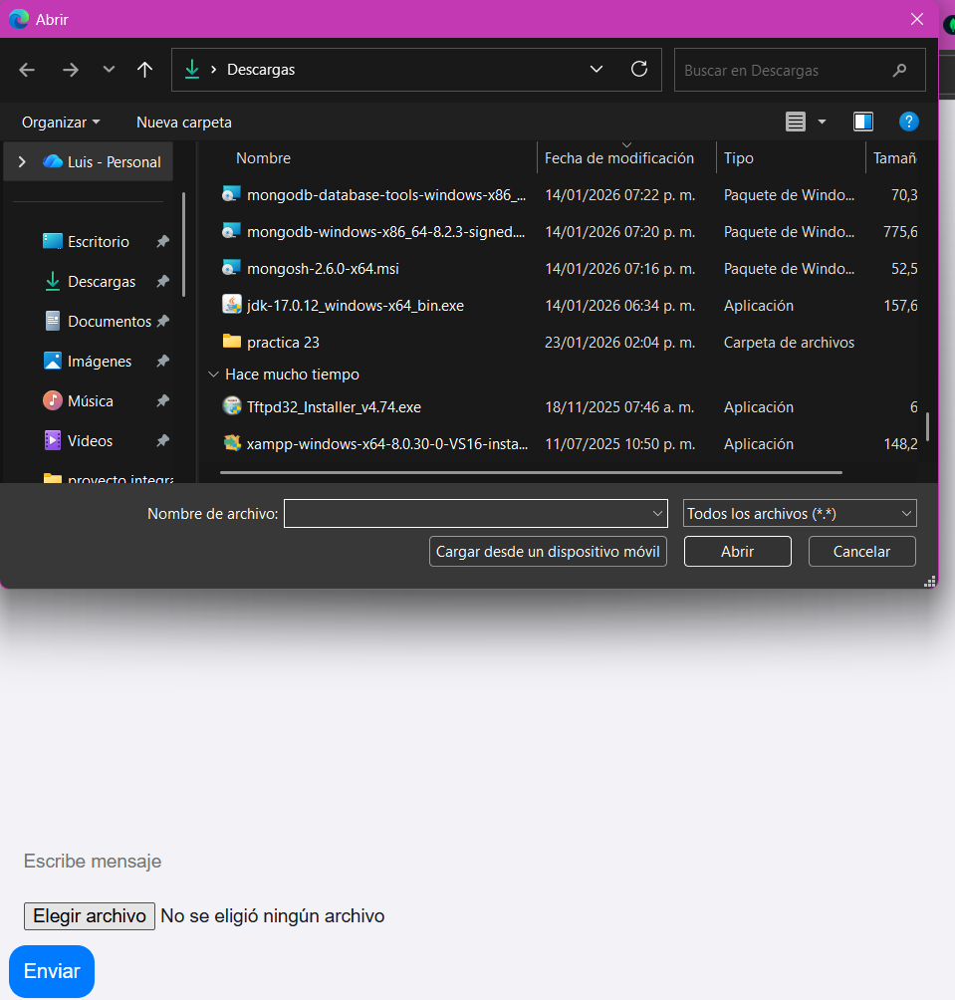 Abrir
Descargas
Buscar en Descargas
Organizar
Nueva carpeta
?
Luis - Personal
Escritorio
Descargas
Documentos
Imágenes
Música
Videos
proyecto integra
Nombre Fecha de modificación Tipo Tamañ
mongodb-database-tools-windows-x86_... 14/01/2026 07:22 p. m. Paquete de Windo... 70,3
mongodb-windows-x86_64-8.2.3-signed.... 14/01/2026 07:20 p. m. Paquete de Windo... 775,6
mongosh-2.6.0-x64.msi 14/01/2026 07:16 p. m. Paquete de Windo... 52,5
jdk-17.0.12_windows-x64_bin.exe 14/01/2026 06:34 p. m. Aplicación 157,6
practica 23 23/01/2026 02:04 p. m. Carpeta de archivos
Hace mucho tiempo
Tftpd32_Installer_v4.74.exe 18/11/2025 07:46 a. m. Aplicación 6
xampp-windows-x64-8.0.30-0-VS16-insta... 11/07/2025 10:50 p. m. Aplicación 148,2
Nombre de archivo: Todos los archivos (*.*)
Cargar desde un dispositivo móvil Abrir Cancelar
Escribe mensaje
Elegir archivo No se eligió ningún archivo
Enviar